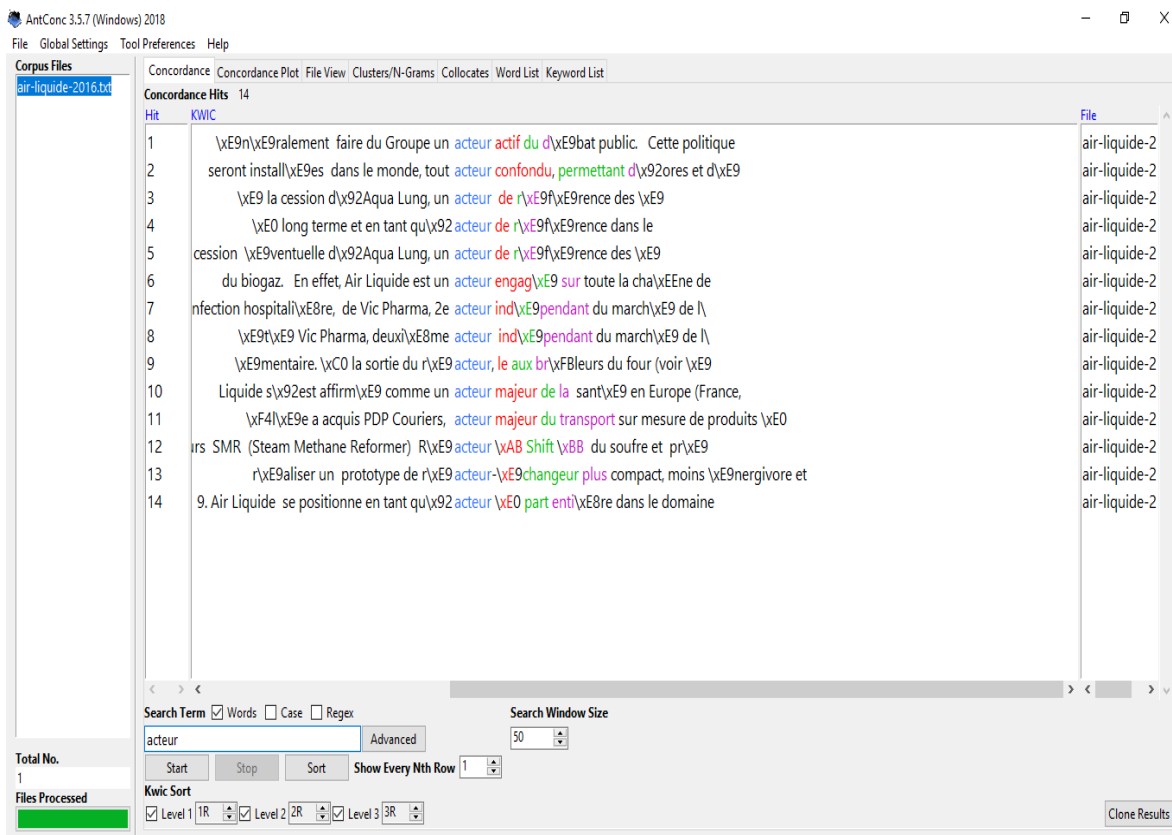 AntConc 3.5.7 (Windows) 2018
File Global Settings Tool Preferences Help
Corpus Files
air-liquide-2016.txt
Concordance Concordance Plot File View Clusters/N-Grams Collocates Word List Keyword List
Concordance Hits 14
Hit KWIC File
1 \xE9n\xE9ralement faire du Groupe un acteur actif du d\xE9bat public. Cette politique air-liquide-2
2 seront install\xE9es dans le monde, tout acteur confondu, permettant d\x92ores et d\xE9 air-liquide-2
3 \xE9 la cession d\x92Aqua Lung, un acteur de r\xE9f\xE9rence des \xE9 air-liquide-2
4 \xE0 long terme et en tant qu\x92 acteur de r\xE9f\xE9rence dans le air-liquide-2
5 cession \xE9ventuelle d\x92Aqua Lung, un acteur de r\xE9f\xE9rence des \xE9 air-liquide-2
6 du biogaz. En effet, Air Liquide est un acteur engag\xE9 sur toute la cha\xEEne de air-liquide-2
7 nfection hospitali\xE8re, de Vic Pharma, 2e acteur ind\xE9pendant du march\xE9 de l\ air-liquide-2
8 \xE9t\xE9 Vic Pharma, deuxi\xE8me acteur ind\xE9pendant du march\xE9 de l\ air-liquide-2
9 \xE9mentaire. \xC0 la sortie du r\xE9 acteur, le aux br\xFBleurs du four (voir \xE9 air-liquide-2
10 Liquide s\x92est affirm\xE9 comme un acteur majeur de la sant\xE9 en Europe (France, air-liquide-2
11 \xF4l\xE9e a acquis PDP Couriers, acteur majeur du transport sur mesure de produits \xE0 air-liquide-2
12 urs SMR (Steam Methane Reformer) R\xE9 acteur \xAB Shift \xBB du soufre et pr\xE9 air-liquide-2
13 r\xE9aliser un prototype de r\xE9 acteur-\xE9changeur plus compact, moins \xE9nergivore et air-liquide-2
14 9. Air Liquide se positionne en tant qu\x92 acteur \xE0 part enti\xE8re dans le domaine air-liquide-2
Search Term Words Case Regex Search Window Size
acteur Advanced 50
Start Stop Sort Show Every Nth Row 1
Kwic Sort
Level 1 1R Level 2 2R Level 3 3R
Clone Results
Total No.
1
Files Processed